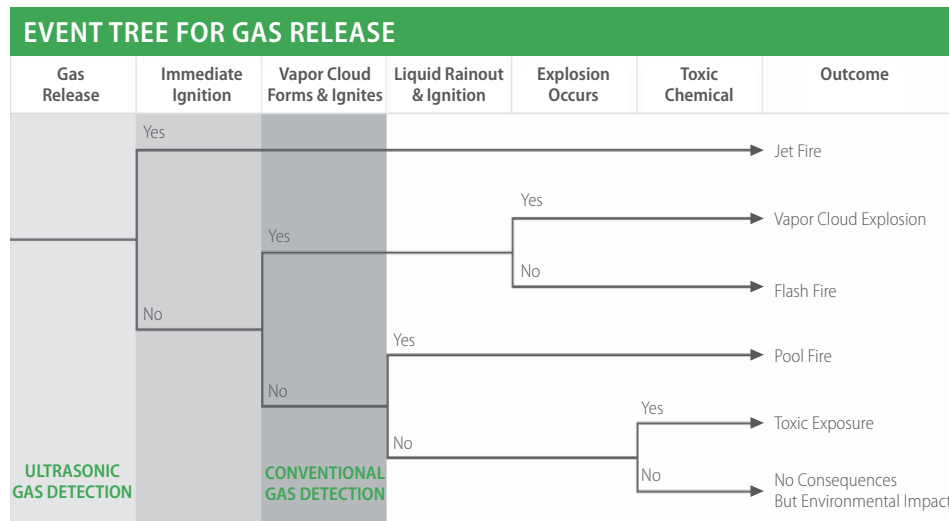 EVENT TREE FOR GAS RELEASE
Gas
Release
Immediate
Ignition
Vapor Cloud
Forms & Ignites
Liquid Rainout
& Ignition
Explosion
Occurs
Toxic
Chemical
Outcome
Yes
Jet Fire
Yes
Vapor Cloud Explosion
Yes
No
Flash Fire
No
Yes
Pool Fire
No
Yes
Toxic Exposure
No
ULTRASONIC
GAS DETECTION
CONVENTIONAL
GAS DETECTION
No
No Consequences
But Environmental Impact